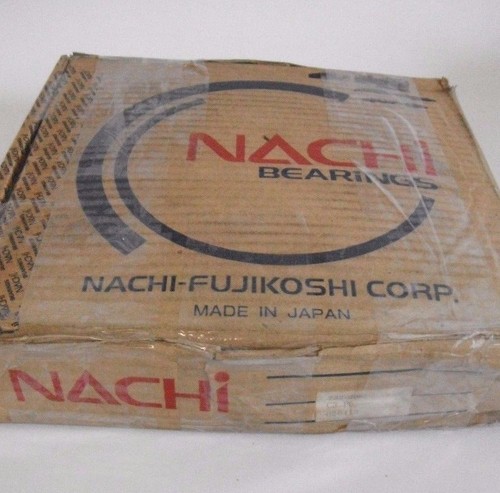 NACHi
BEARiNGS
NACHI-FUJIKOSHI CORP.
MADE IN JAPAN
NACHi